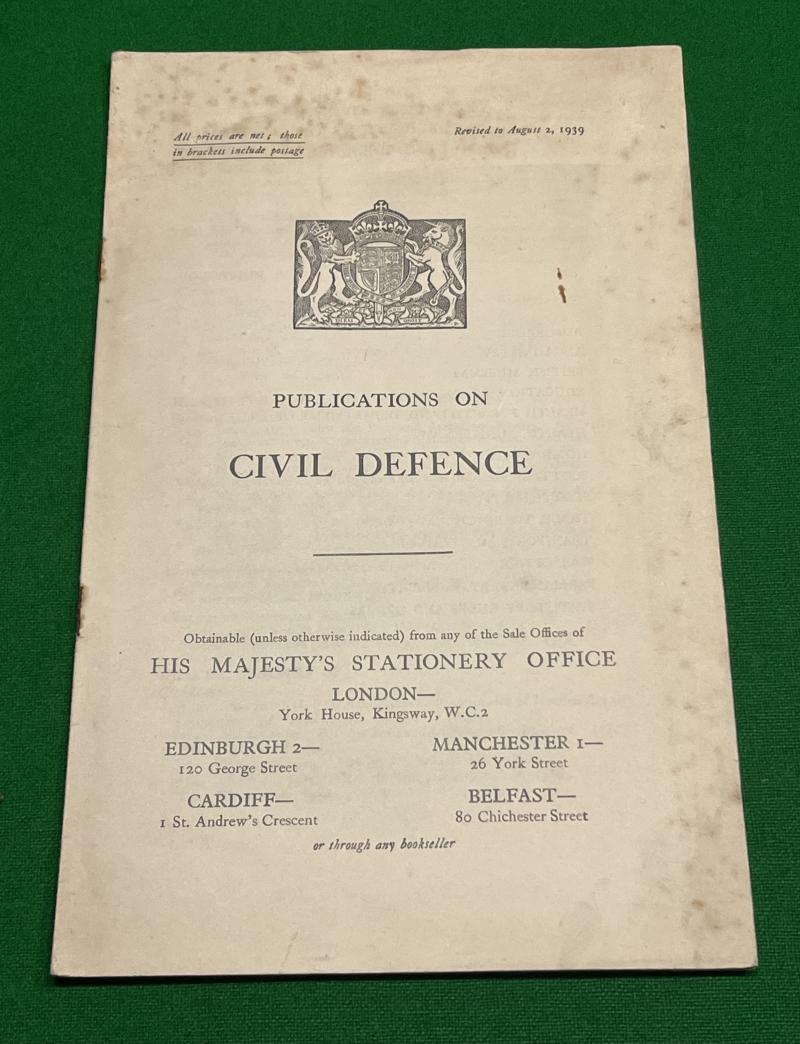 All prices are net; those
in brackets include postage
Revised to August 2, 1939
PUBLICATIONS ON
CIVIL DEFENCE
Obtainable (unless otherwise indicated) from any of the Sale Offices of
HIS MAJESTY'S STATIONERY OFFICE
LONDON—
York House, Kingsway, W.C.2
EDINBURGH 2—
120 George Street
MANCHESTER 1—
26 York Street
CARDIFF—
1 St. Andrew's Crescent
BELFAST—
80 Chichester Street
or through any bookseller